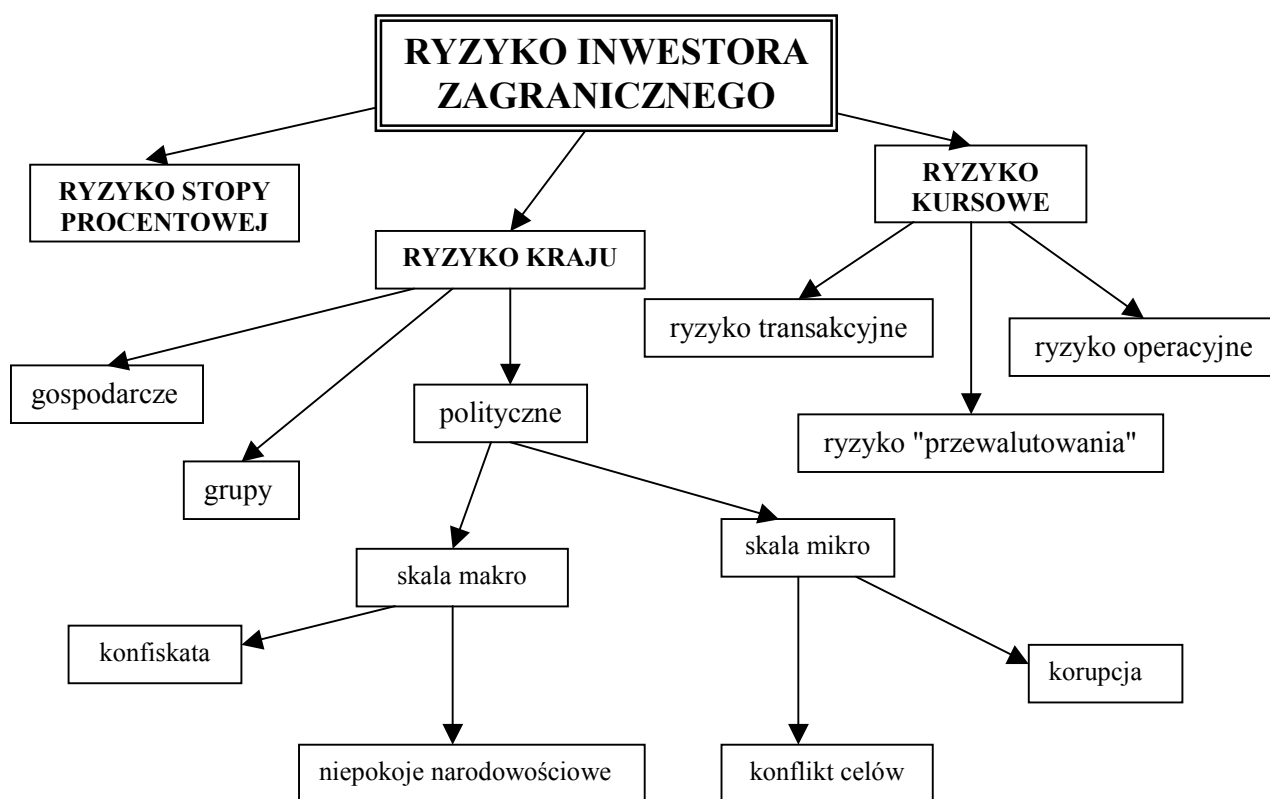 RYZYKO INWESTORA
ZAGRANICZNEGO
RYZYKO STOPY
PROCENTOWEJ
RYZYKO
KURSOWE
RYZYKO KRAJU
ryzyko transakcyjne
ryzyko operacyjne
gospodarcze
polityczne
ryzyko "przewalutowania"
grupy
skala mikro
skala makro
konfiskata
korupcja
niepokoje narodowościowe
konflikt celów